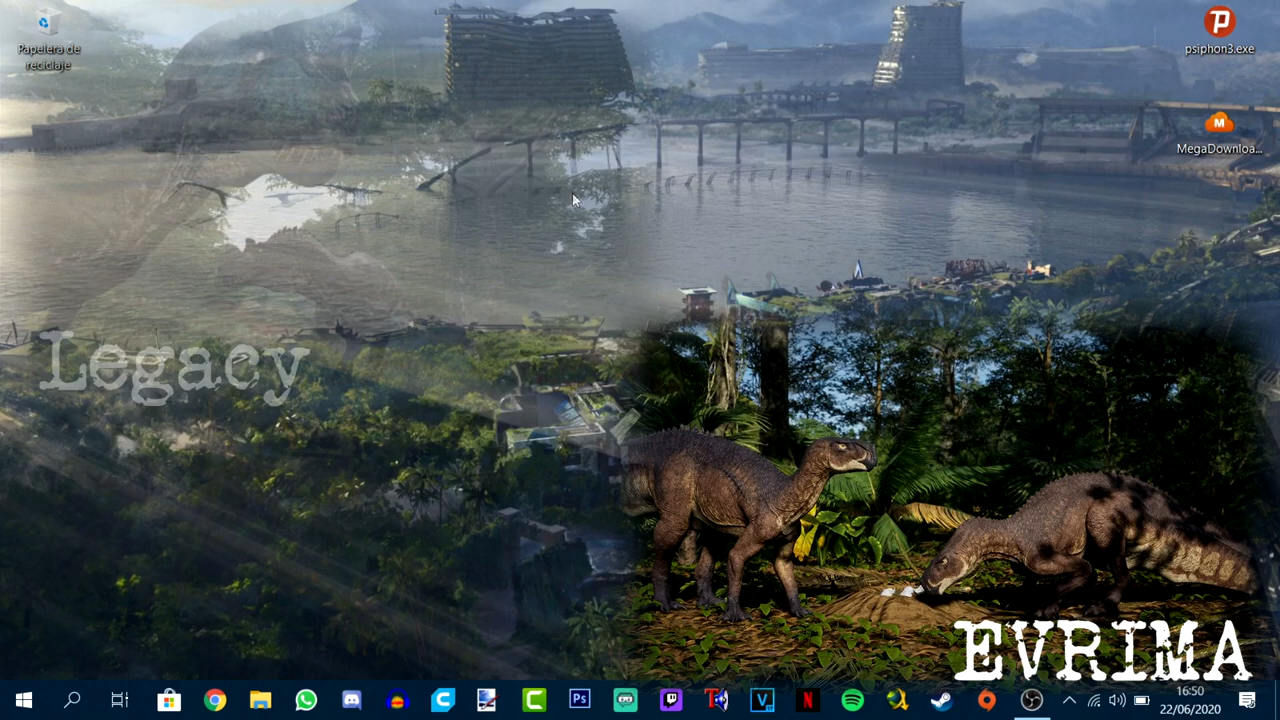 Papelera de
reciclaje
psiphon3.exe
MegaDownloa...
Legacy
EVRIMA
16:50
22/06/2020